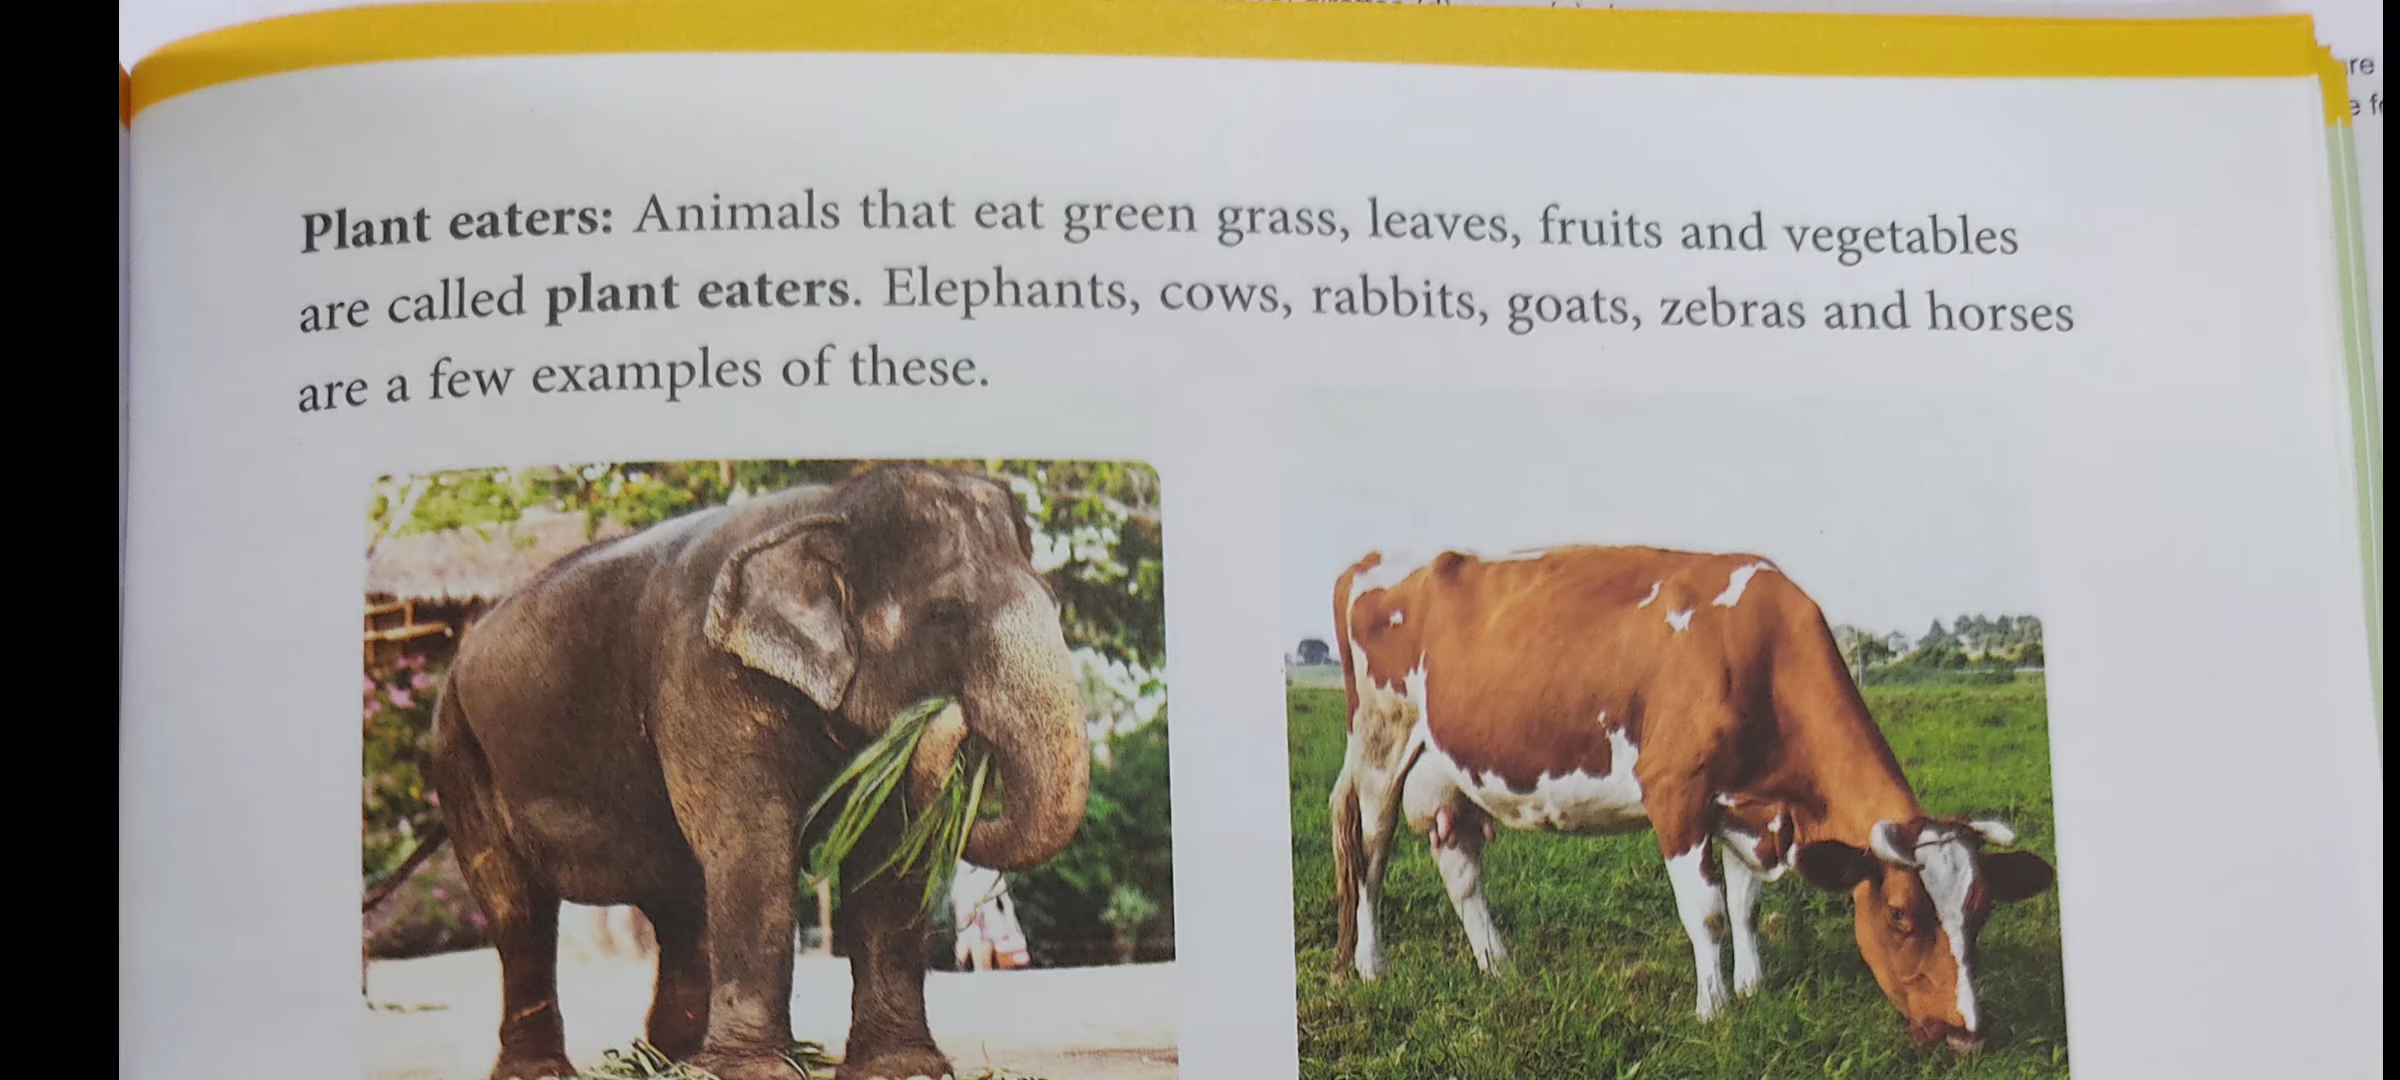 Plant eaters: Animals that eat green grass, leaves, fruits and vegetables
are called plant eaters. Elephants, cows, rabbits, goats, zebras and horses
are a few examples of these.
re